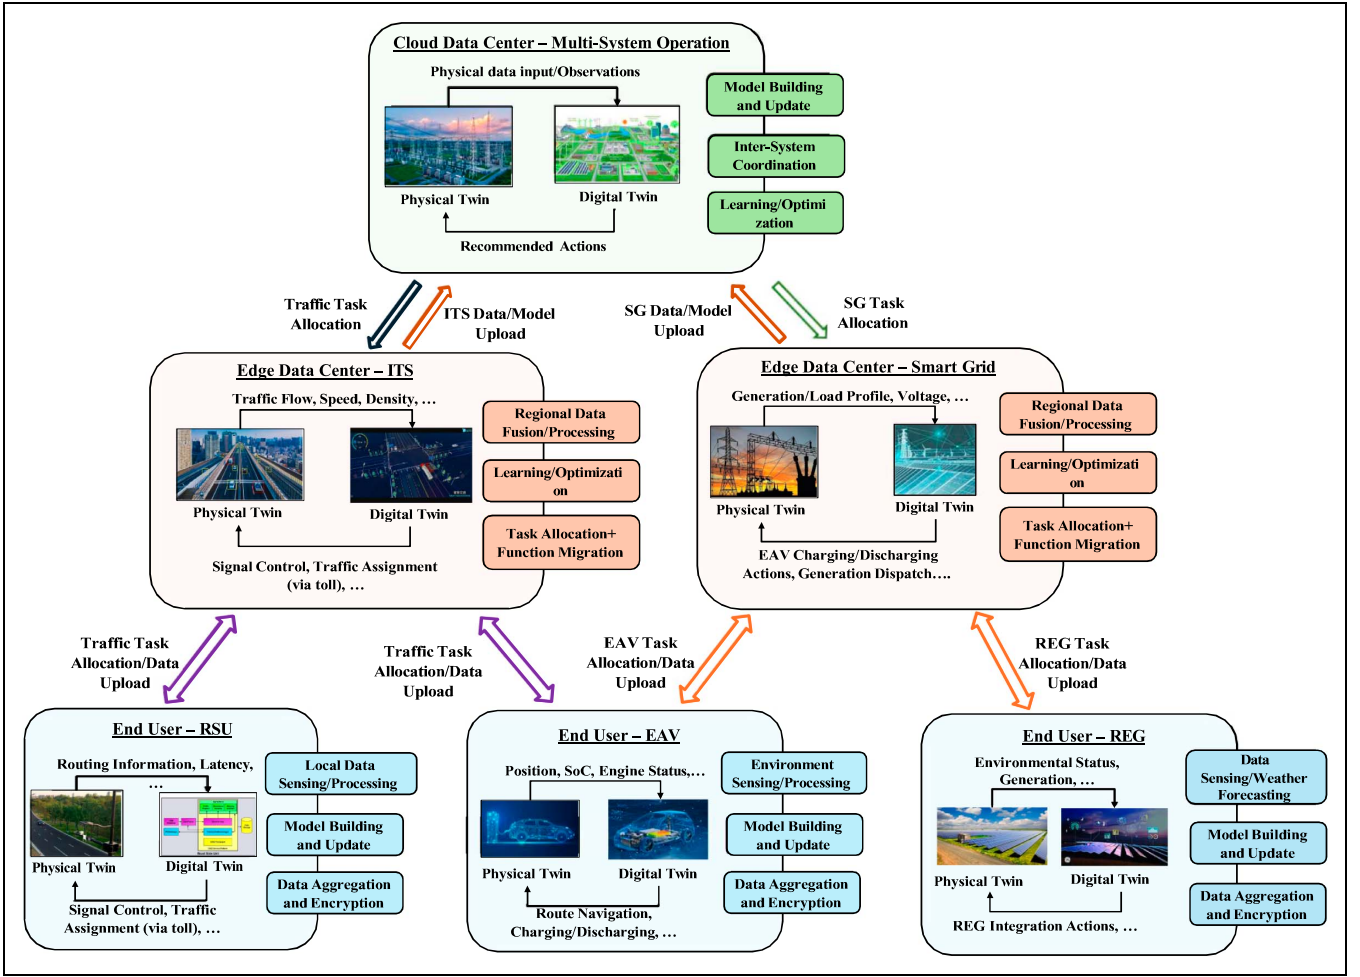 Cloud Data Center – Multi-System Operation
Physical data input/Observations
Physical Twin
Digital Twin
Recommended Actions
Model Building
and Update
Inter-System
Coordination
Learning/Optimi
zation
Traffic Task
Allocation
ITS Data/Model
Upload
SG Data/Model
Upload
SG Task
Allocation
Edge Data Center – ITS
Traffic Flow, Speed, Density, …
Physical Twin
Digital Twin
Signal Control, Traffic Assignment
(via toll), …
Regional Data
Fusion/Processing
Learning/Optimizati
on
Task Allocation+
Function Migration
Edge Data Center – Smart Grid
Generation/Load Profile, Voltage, …
Physical Twin
Digital Twin
EAV Charging/Discharging
Actions, Generation Dispatch….
Regional Data
Fusion/Processing
Learning/Optimizati
on
Task Allocation+
Function Migration
Traffic Task
Allocation/Data
Upload
Traffic Task
Allocation/Data
Upload
EAV Task
Allocation/Data
Upload
REG Task
Allocation/Data
Upload
End User – RSU
Routing Information, Latency,
…
Physical Twin
Digital Twin
Signal Control, Traffic
Assignment (via toll), …
Local Data
Sensing/Processing
Model Building
and Update
Data Aggregation
and Encryption
End User – EAV
Position, SoC, Engine Status,…
Physical Twin
Digital Twin
Route Navigation,
Charging/Discharging, …
Environment
Sensing/Processing
Model Building
and Update
Data Aggregation
and Encryption
End User – REG
Environmental Status,
Generation, …
Physical Twin
Digital Twin
REG Integration Actions, …
Data
Sensing/Weather
Forecasting
Model Building
and Update
Data Aggregation
and Encryption